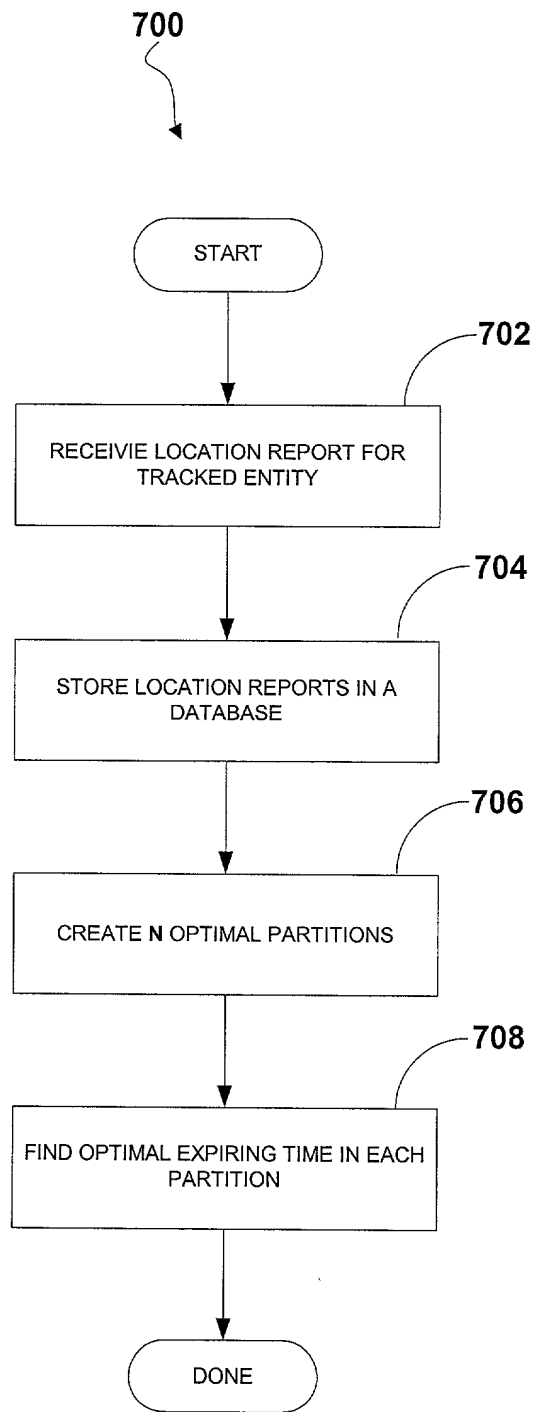 700
START
702
RECEIVIE LOCATION REPORT FOR
TRACKED ENTITY
704
STORE LOCATION REPORTS IN A
DATABASE
706
CREATE N OPTIMAL PARTITIONS
708
FIND OPTIMAL EXPIRING TIME IN EACH
PARTITION
DONE